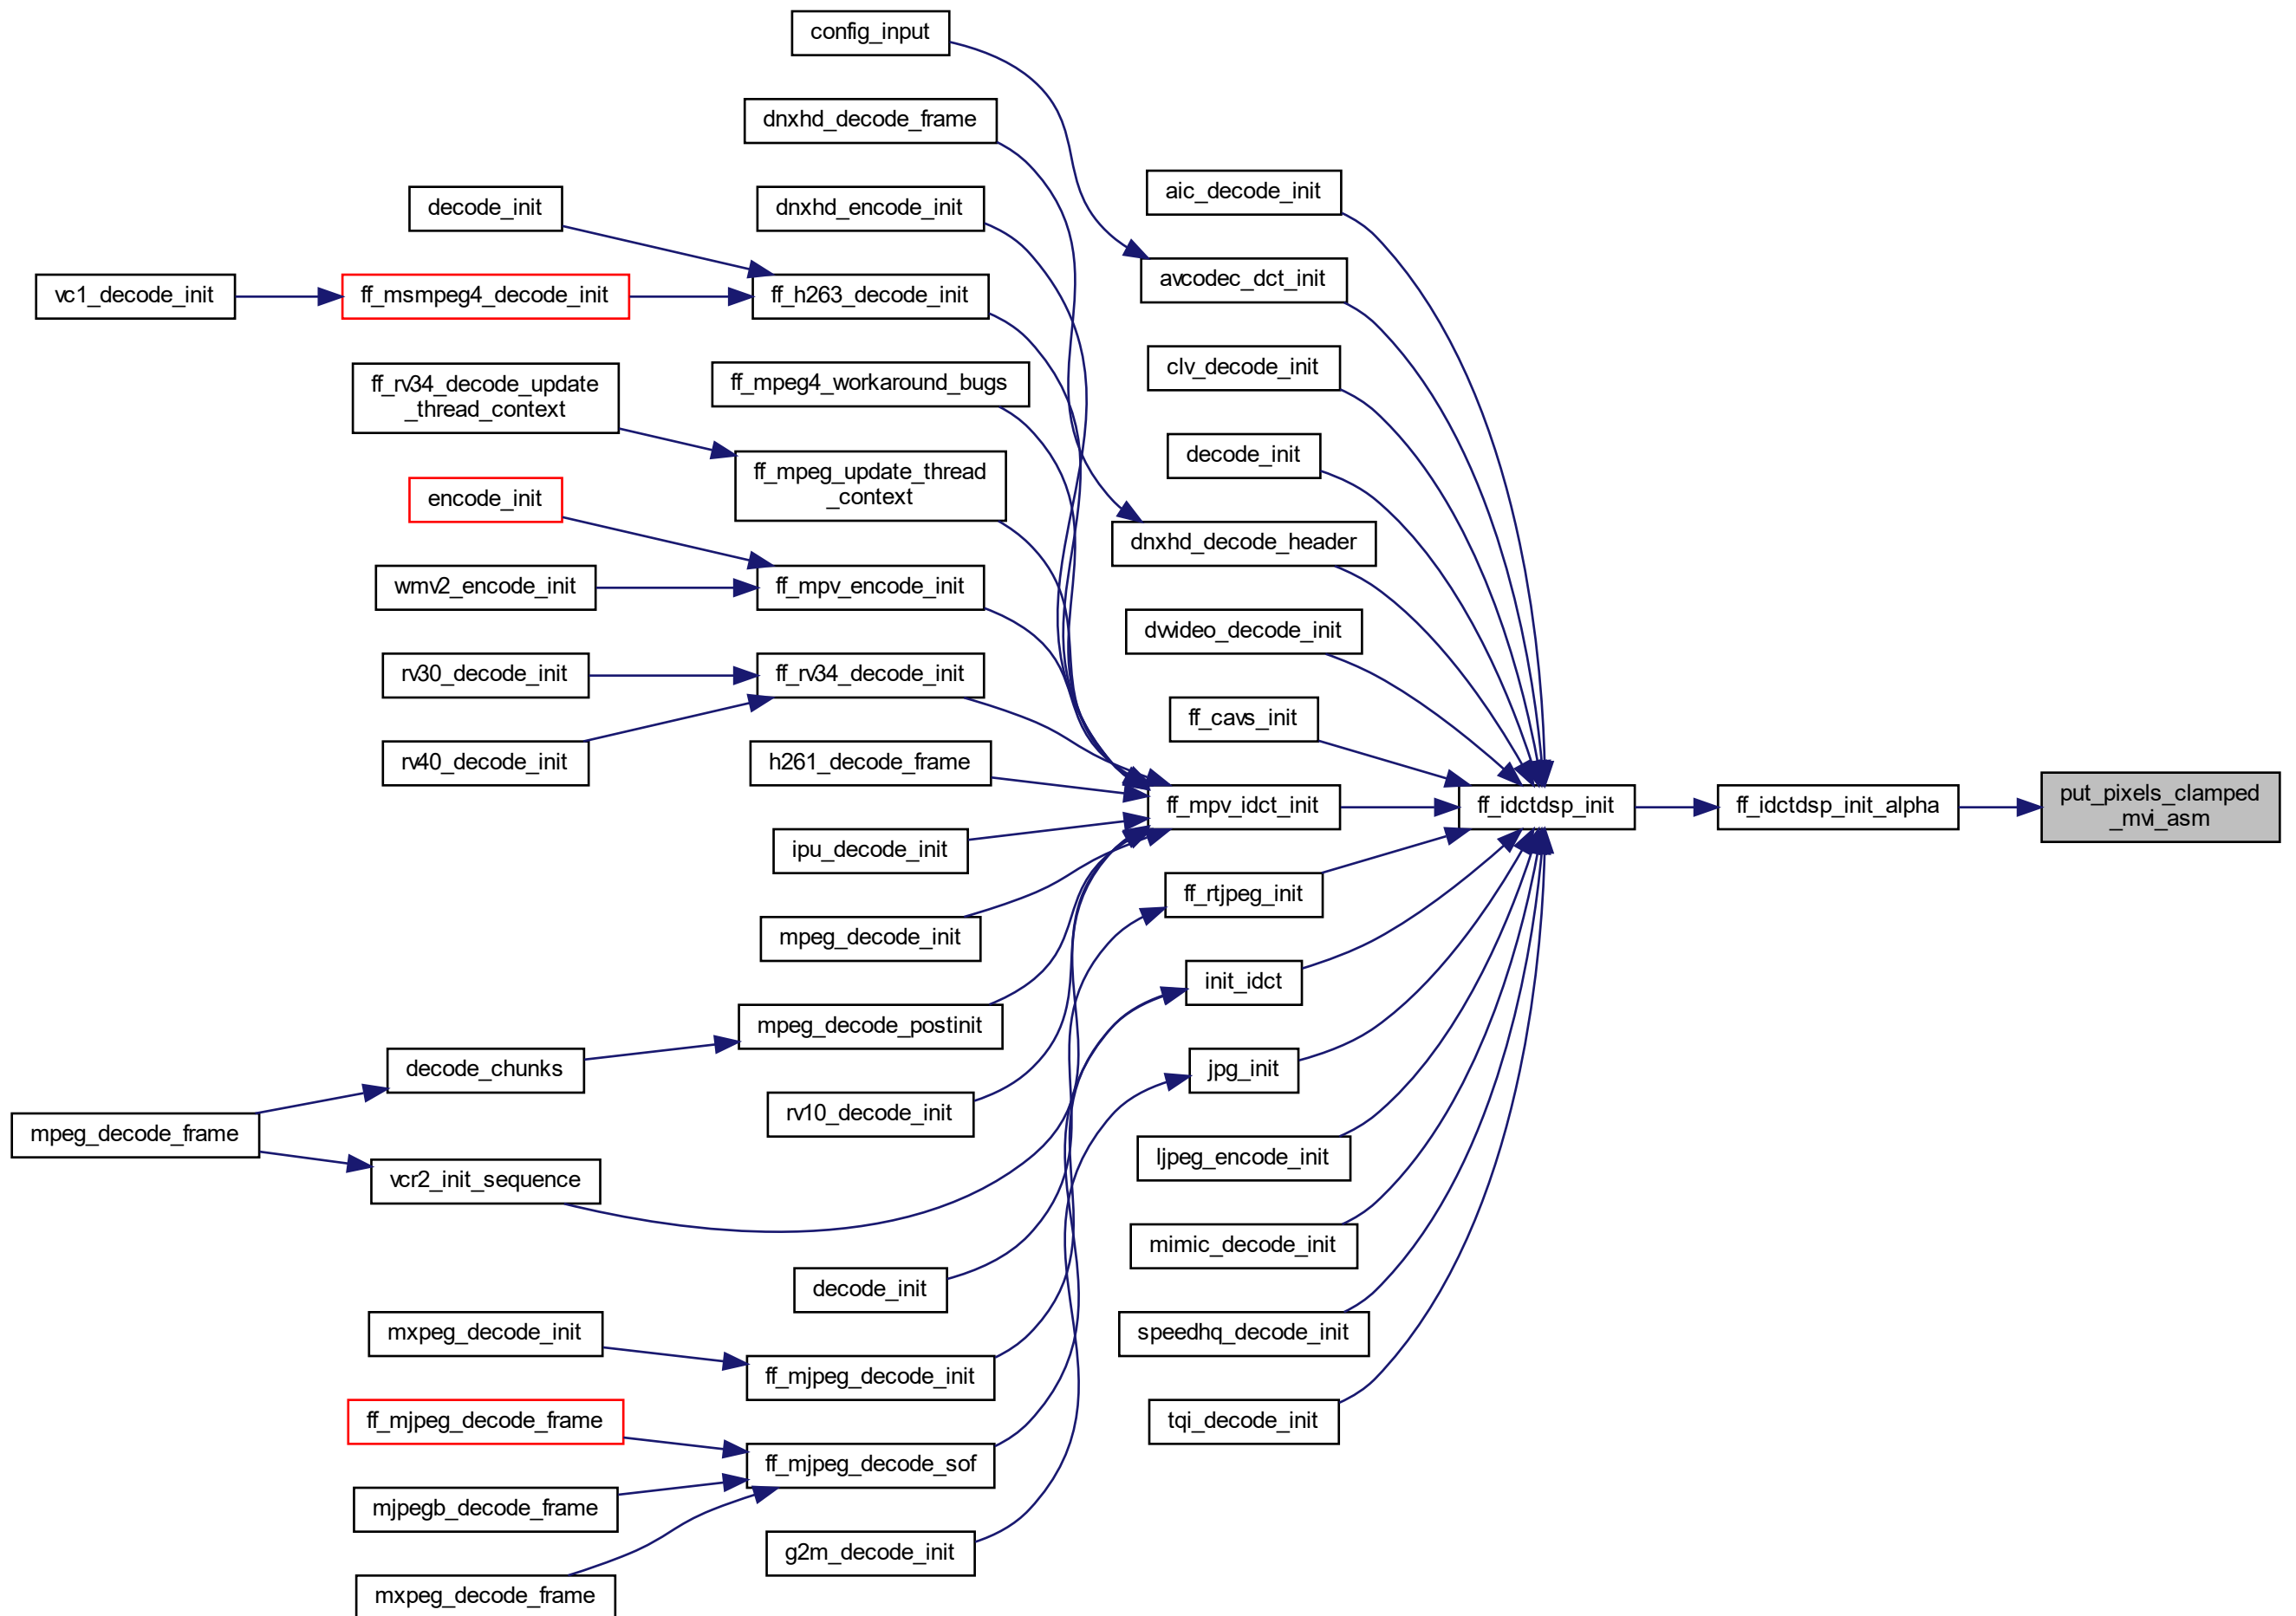 config_input
dnxhd_decode_frame
aic_decode_init
decode_init
dnxhd_encode_init
avcodec_dct_init
vc1_decode_init
ff_msmpeg4_decode_init
ff_h263_decode_init
clv_decode_init
ff_rv34_decode_update
_thread_context
ff_mpeg4_workaround_bugs
decode_init
ff_mpeg_update_thread
_context
encode_init
dnxhd_decode_header
wmv2_encode_init
ff_mpv_encode_init
dvvideo_decode_init
rv30_decode_init
ff_rv34_decode_init
ff_cavs_init
rv40_decode_init
h261_decode_frame
ff_mpv_idct_init
ff_idctdsp_init
ff_idctdsp_init_alpha
put_pixels_clamped
_mvi_asm
ipu_decode_init
ff_rtjpeg_init
mpeg_decode_init
init_idct
mpeg_decode_postinit
decode_chunks
jpg_init
rv10_decode_init
mpeg_decode_frame
ljpeg_encode_init
vcr2_init_sequence
mimic_decode_init
decode_init
mxpeg_decode_init
speedhq_decode_init
ff_mjpeg_decode_init
ff_mjpeg_decode_frame
tqi_decode_init
ff_mjpeg_decode_sof
mjpegb_decode_frame
g2m_decode_init
mxpeg_decode_frame